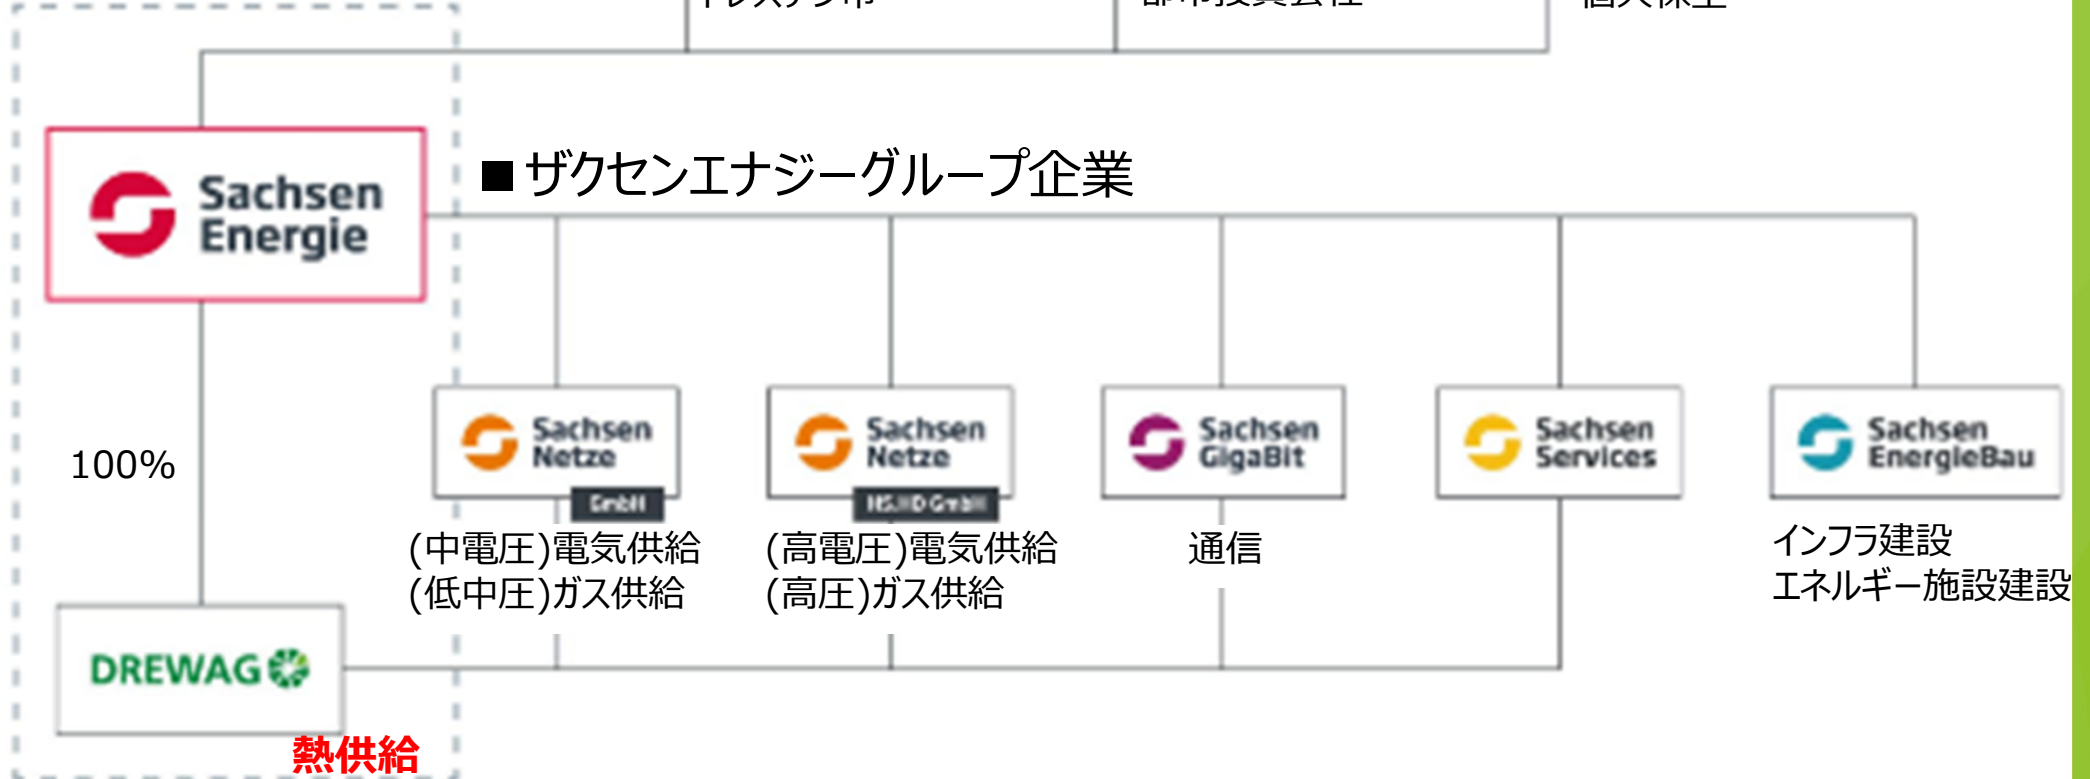 ■ザクセンエナジーグループ企業
Sachsen
Energie
100%
Sachsen
Netze
GmbH
(中電圧)電気供給
(低中圧)ガス供給
Sachsen
Netze
HS.HD GmbH
(高電圧)電気供給
(高圧)ガス供給
Sachsen
GigaBit
通信
Sachsen
Services
Sachsen
EnergieBau
インフラ建設
エネルギー施設建設
DREWAG
熱供給